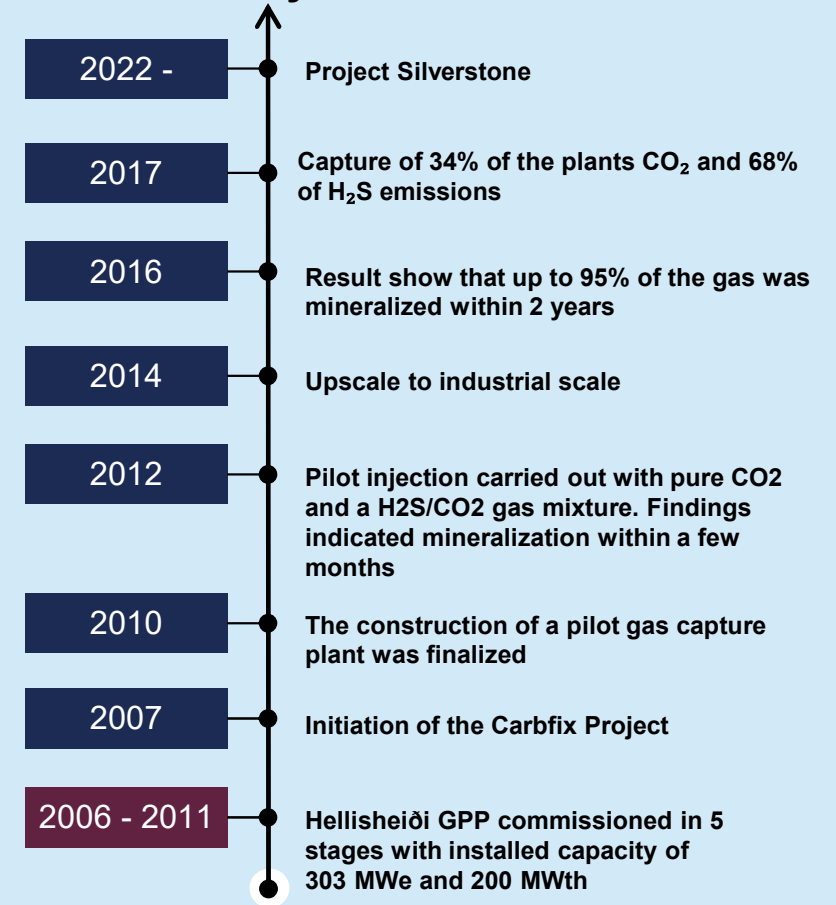 2022 -
Project Silverstone
2017
Capture of 34% of the plants CO₂ and 68%
of H₂S emissions
2016
Result show that up to 95% of the gas was
mineralized within 2 years
2014
Upscale to industrial scale
2012
Pilot injection carried out with pure CO2
and a H2S/CO2 gas mixture. Findings
indicated mineralization within a few
months
2010
The construction of a pilot gas capture
plant was finalized
2007
Initiation of the Carbfix Project
2006 - 2011
Hellisheiði GPP commissioned in 5
stages with installed capacity of
303 MWe and 200 MWth